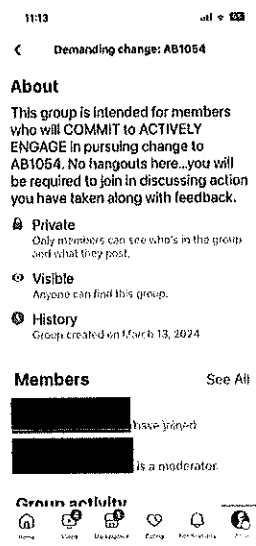 11:13
Demanding change: AB1054
About
This group is intended for members
who will COMMIT to ACTIVELY
ENGAGE in pursuing change to
AB1054. No hangouts here...you will
be required to join in discussing action
you have taken along with feedback.
Private
Only members can see who's in the group
and what they post.
Visible
Anyone can find this group.
History
Group created on March 13, 2024
Members See All
have joined
is a moderator.
Group activity
Home Video Marketplace Dating Notifications